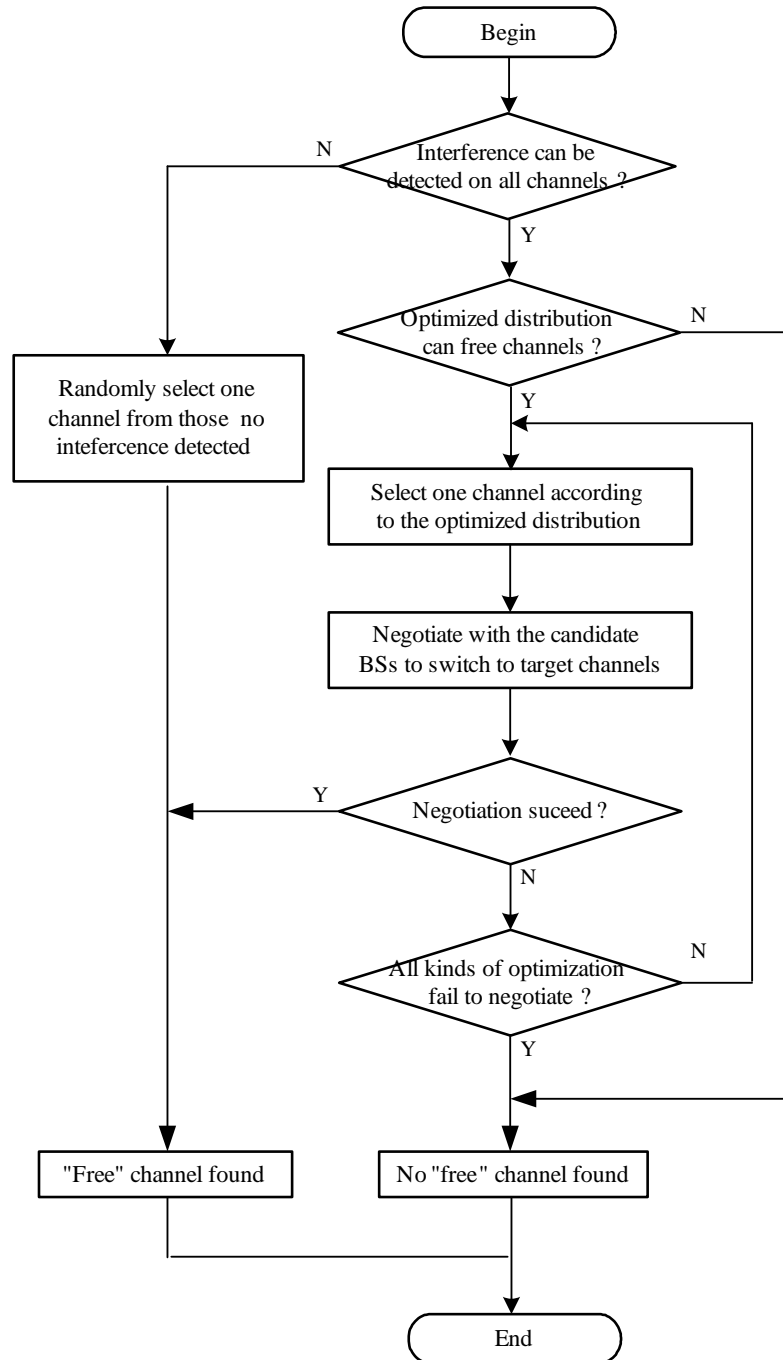 Begin
N
Interference can be
detected on all channels ?
Y
Optimized distribution
can free channels ?
N
Y
Randomly select one
channel from those no
intefercence detected
Select one channel according
to the optimized distribution
Negotiate with the candidate
BSs to switch to target channels
Y
Negotiation suceed ?
N
All kinds of optimization
fail to negotiate ?
N
Y
"Free" channel found
No "free" channel found
End